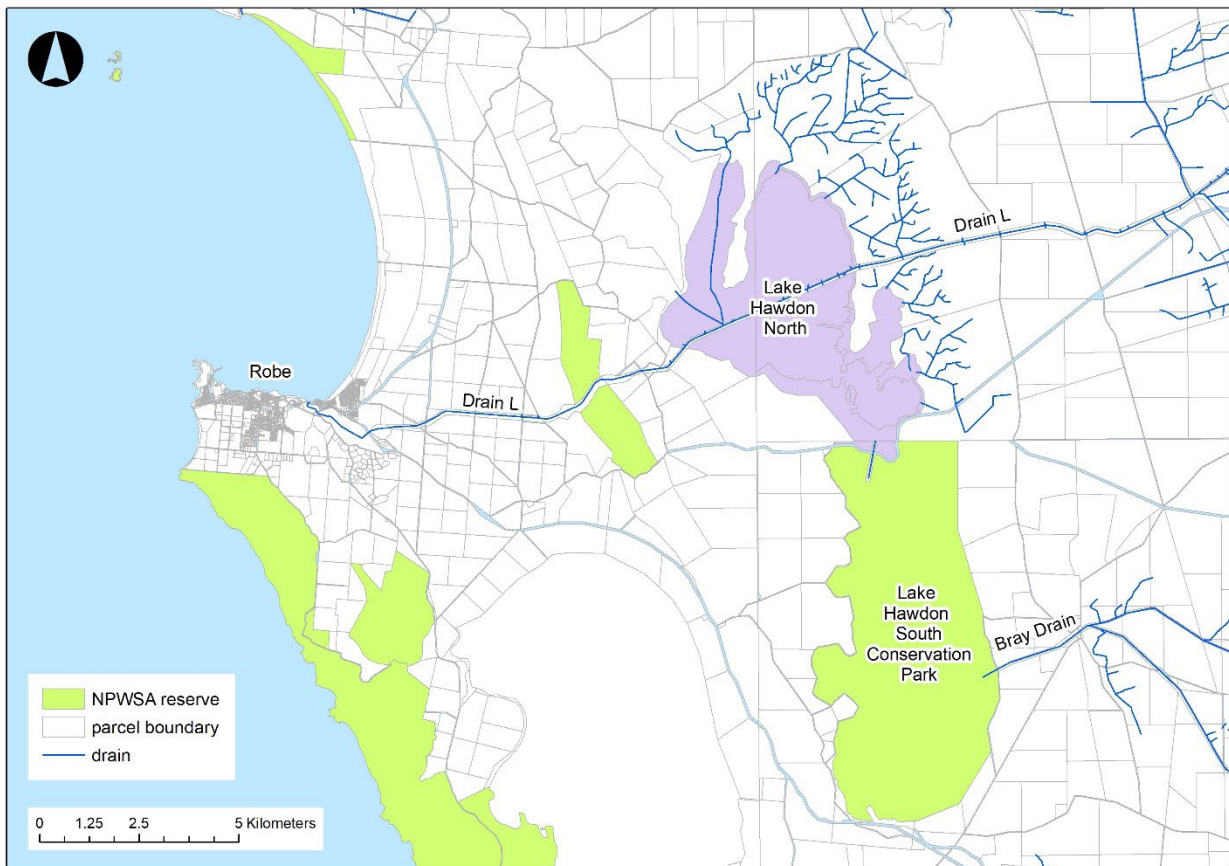 Drain L
Lake
Hawdon
North
Robe
Drain L
Lake
Hawdon
South
Conservation
Park
Bray Drain
NPWSA reserve
parcel boundary
drain
0 1.25 2.5 5 Kilometers